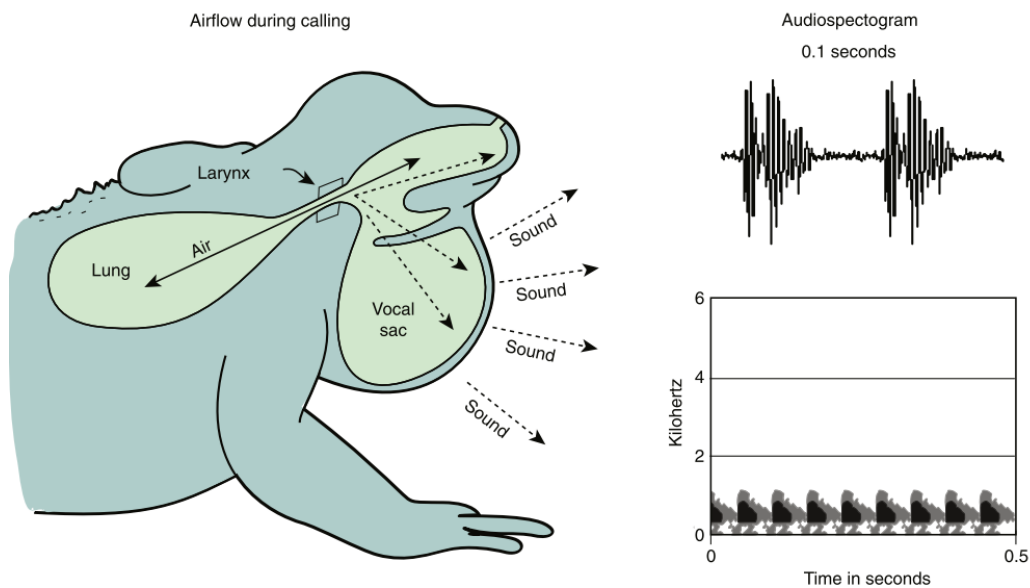 Airflow during calling
Larynx
Air
Lung
Vocal
sac
Sound
Sound
Sound
Sound
Audiospectogram
0.1 seconds
Kilohertz
6
4
2
0
0
0.5
Time in seconds